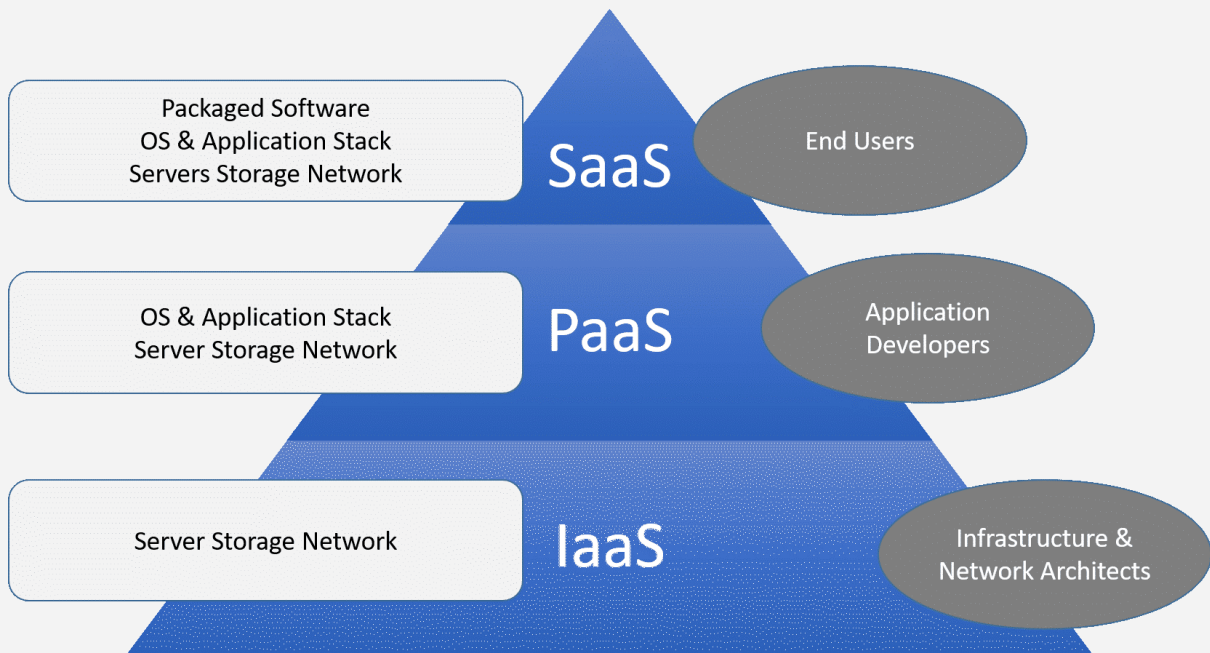 Packaged Software
OS & Application Stack
Servers Storage Network
SaaS
End Users
OS & Application Stack
Server Storage Network
PaaS
Application
Developers
Server Storage Network
IaaS
Infrastructure &
Network Architects